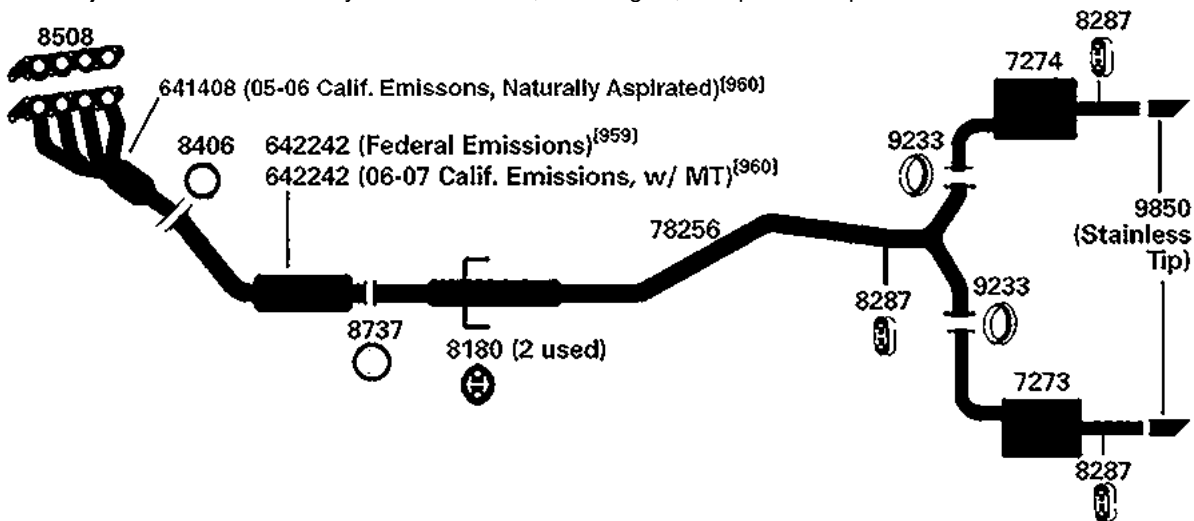 8508
641408 (05-06 Calif. Emissons, Naturally Aspirated)[960]
8406
642242 (Federal Emissions)[959]
642242 (06-07 Calif. Emissions, w/ MT)[960]
8737
8180 (2 used)
78256
8287
9233
7274
8287
9850
(Stainless
Tip)
9233
7273
8287